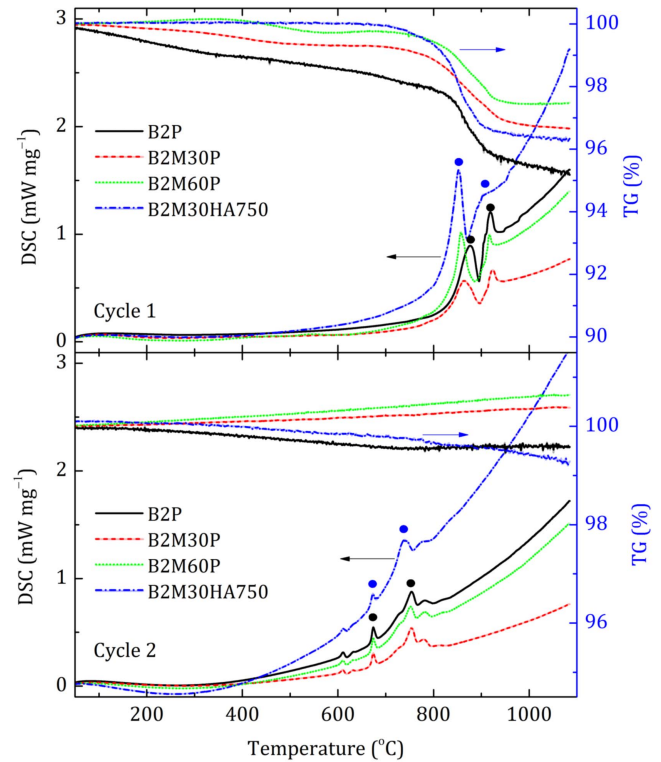 3
2
1
0
DSC (mW mg⁻¹)
100
98
96
94
92
90
TG (%)
B2P
B2M30P
B2M60P
B2M30HA750
Cycle 1
3
2
1
0
DSC (mW mg⁻¹)
100
98
96
TG (%)
B2P
B2M30P
B2M60P
B2M30HA750
Cycle 2
200 400 600 800 1000
Temperature (°C)